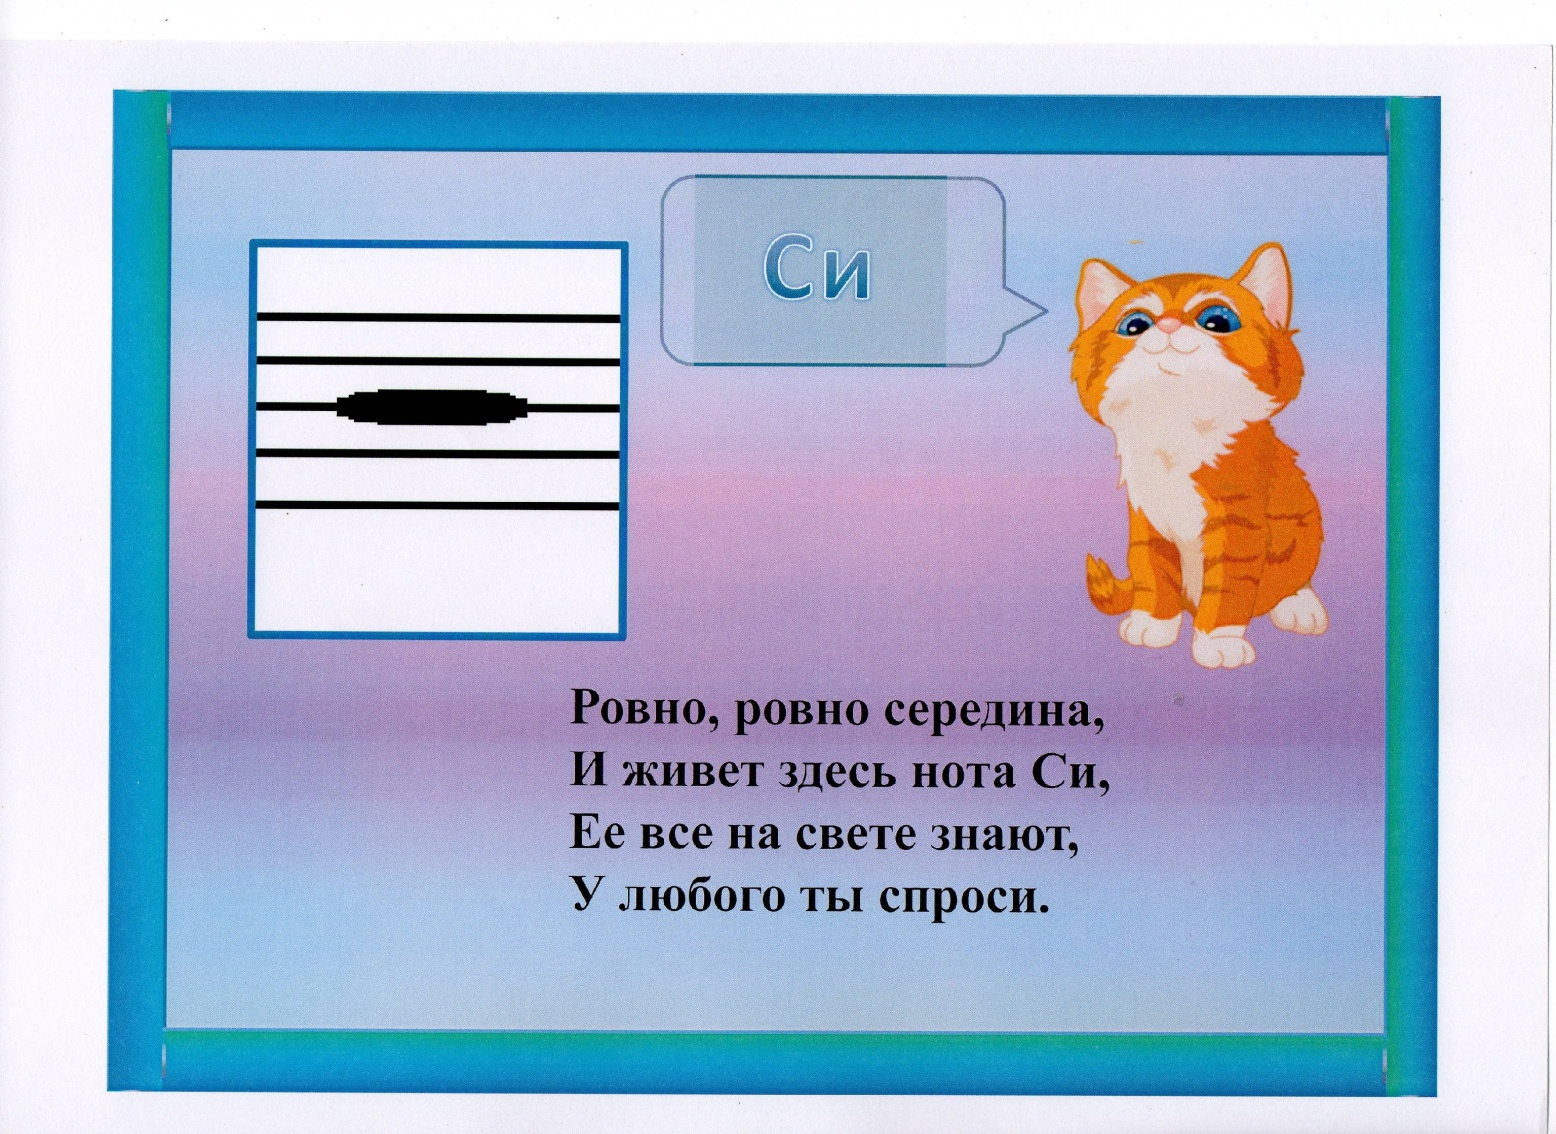 Си
Ровно, ровно середина,
И живет здесь нота Си,
Ее все на свете знают,
У любого ты спроси.